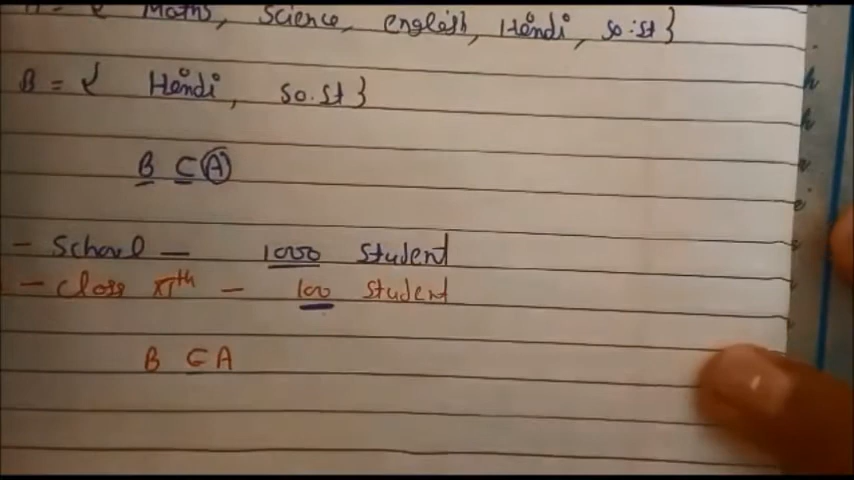 A = { Maths, Science, english, Hindi, so.st }
B = { Hindi, so.st }
B ⊂ A
- School - 1000 Student
- Class XIth - 100 Student
B ⊂ A